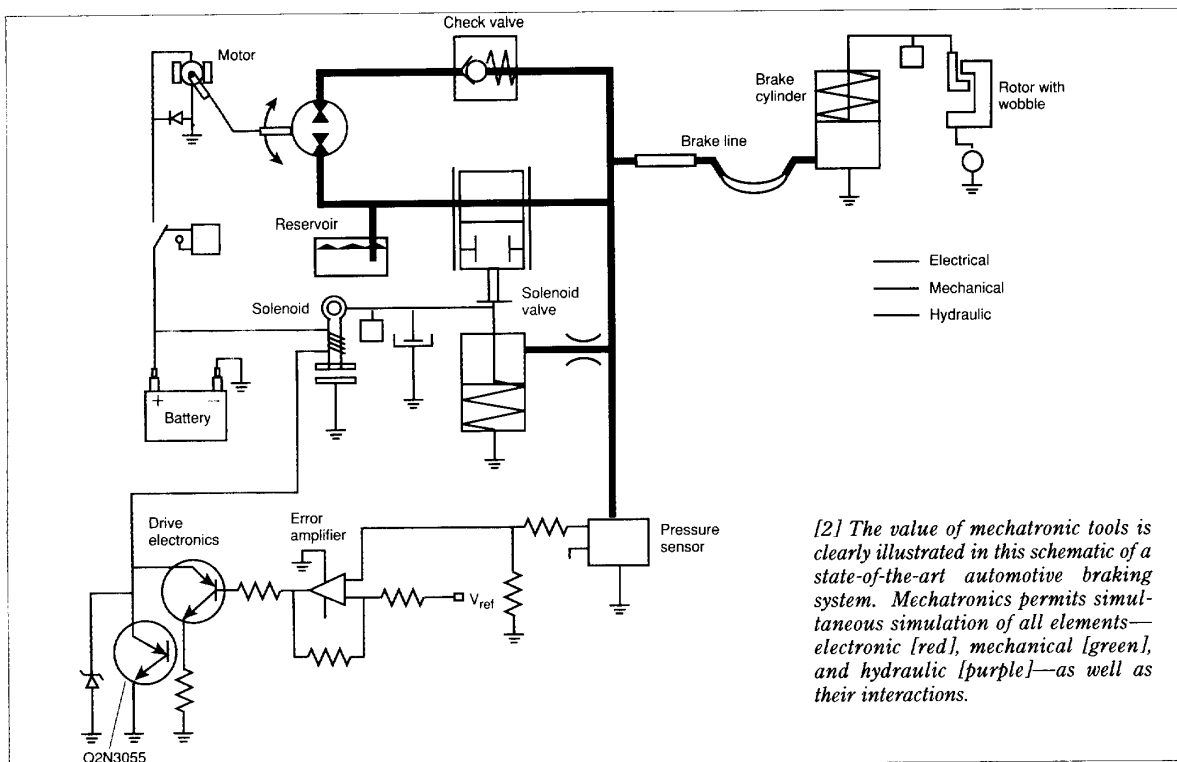 Check valve
Motor
Brake
cylinder
Rotor with
wobble
Brake line
Reservoir
Electrical
Mechanical
Hydraulic
Solenoid
Solenoid
valve
+
−
Battery
Drive
electronics
Error
amplifier
Pressure
sensor
Vref
Q2N3055
[2] The value of mechatronic tools is
clearly illustrated in this schematic of a
state-of-the-art automotive braking
system. Mechatronics permits simul-
taneous simulation of all elements—
electronic [red], mechanical [green],
and hydraulic [purple]—as well as
their interactions.